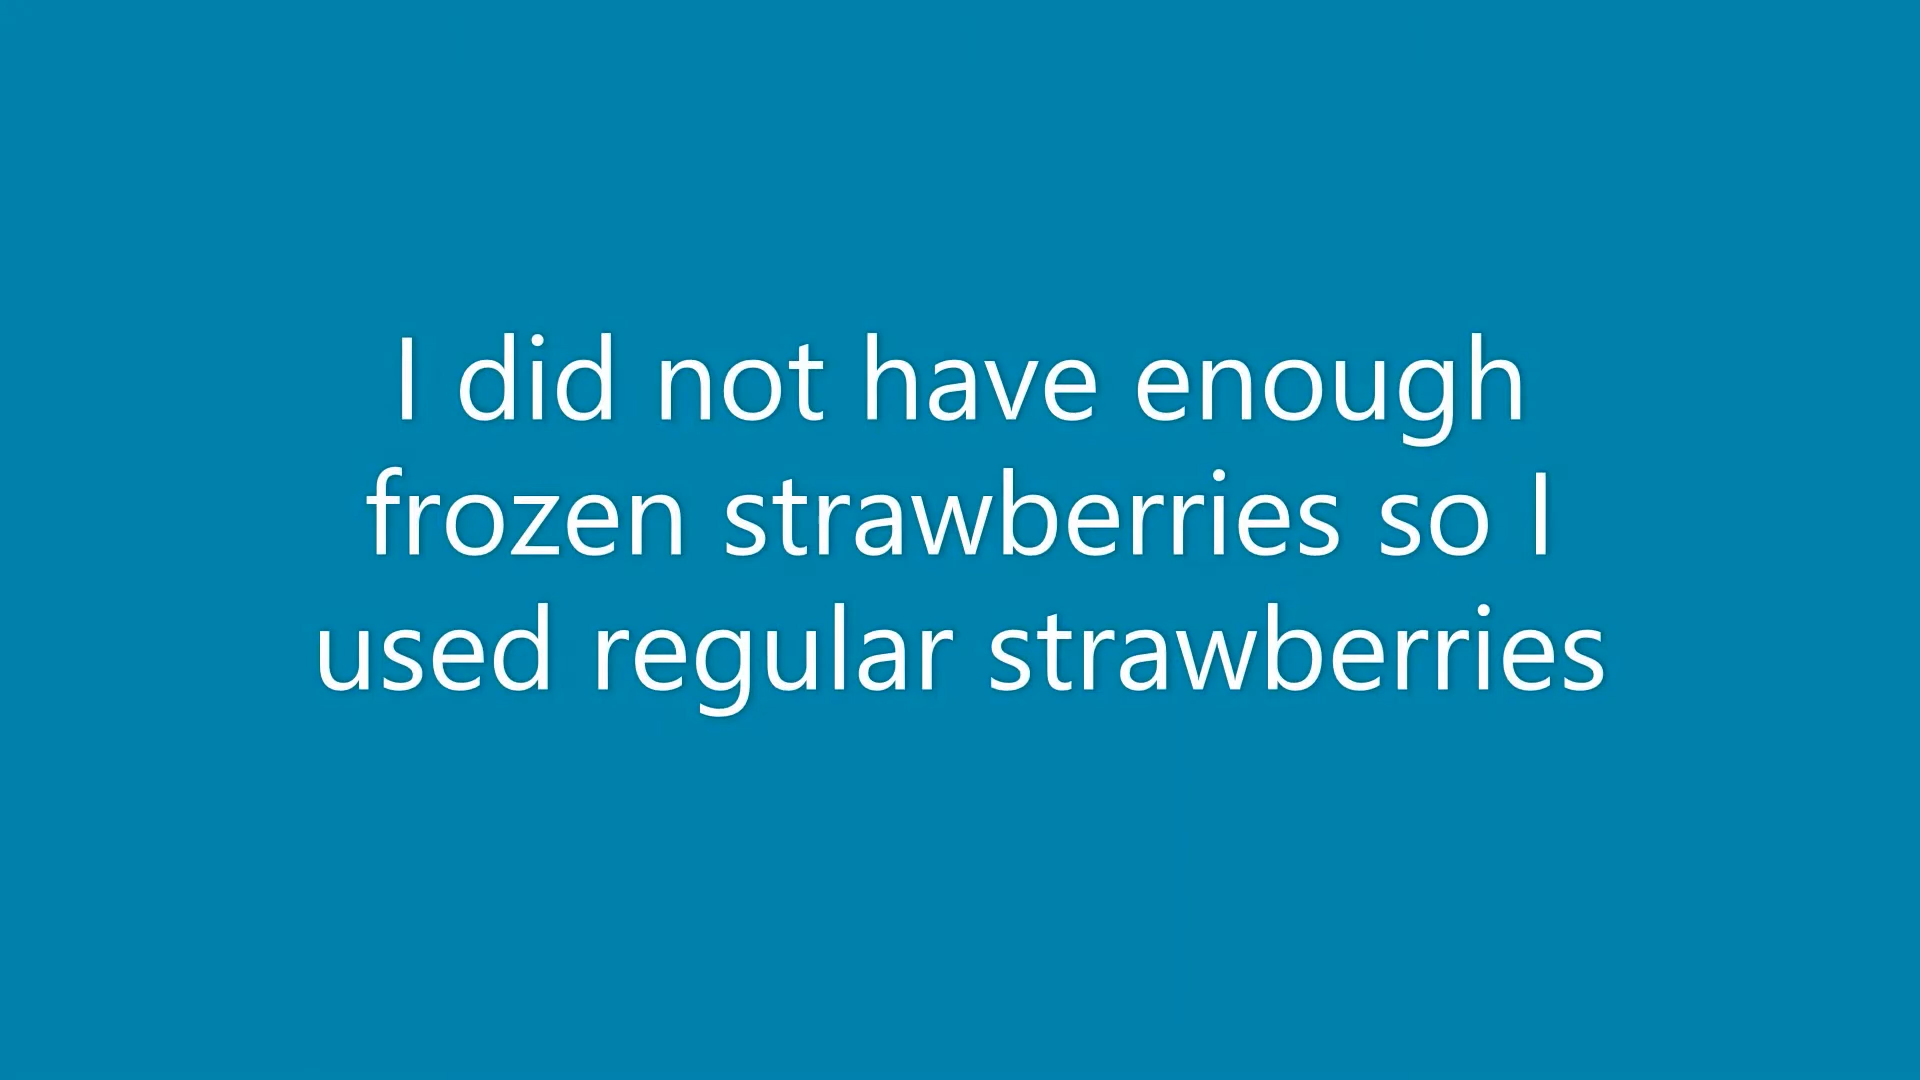 I did not have enough
frozen strawberries so I
used regular strawberries